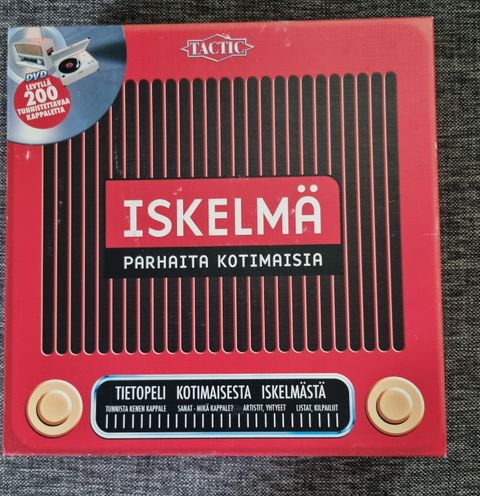 TACTIC
DVD
LEVYLLÄ
200
TUNNISTETTAVAA
KAPPALETTA
ISKELMÄ
PARHAITA KOTIMAISIA
TIETOPELI KOTIMAISESTA ISKELMÄSTÄ
TUNNISTA KENEN KAPPALE SANAT - MIKÄ KAPPALE? ARTISTIT, YHTYEET LISTAT, KILPAILUT